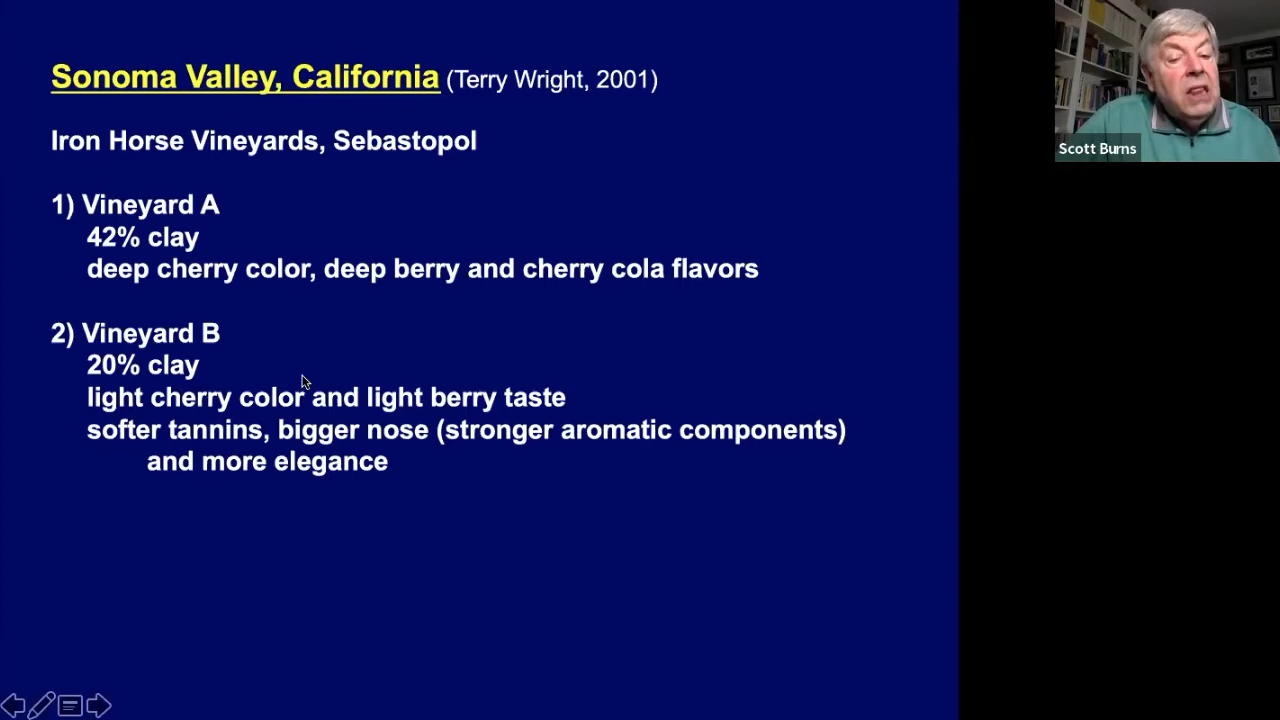 Sonoma Valley, California (Terry Wright, 2001)
Iron Horse Vineyards, Sebastopol
1) Vineyard A
42% clay
deep cherry color, deep berry and cherry cola flavors
2) Vineyard B
20% clay
light cherry color and light berry taste
softer tannins, bigger nose (stronger aromatic components)
and more elegance
Scott Burns